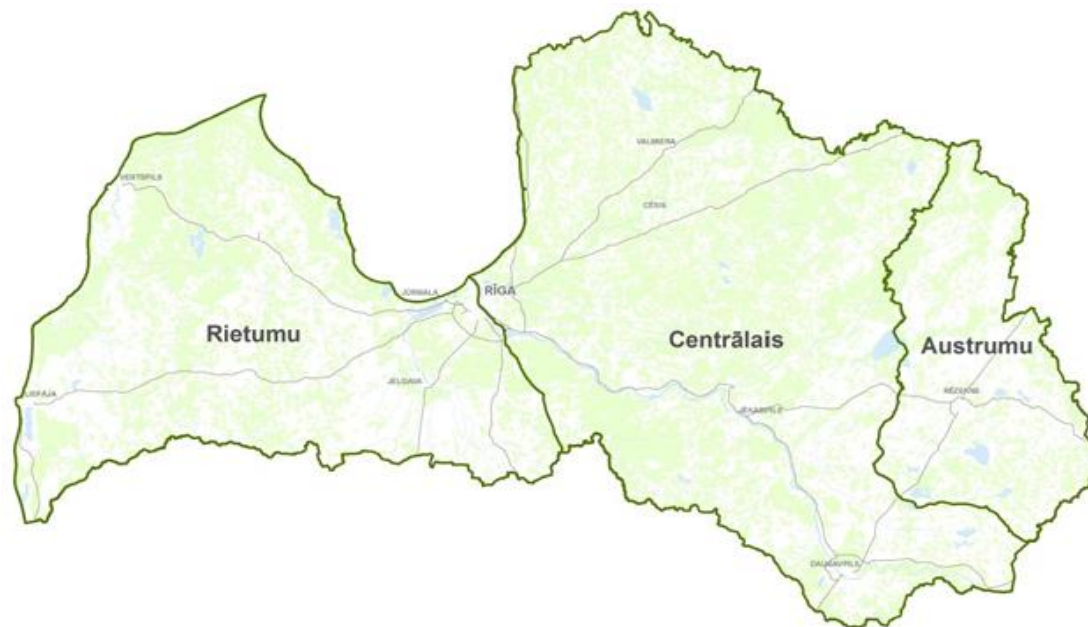 VALMIERA
VENTSPILS
CĒSIS
JŪRMALA
RĪGA
Rietumu
Centrālais
Austrumu
JELGAVA
RĒZEKNE
LIEPĀJA
JĒKABPILS
DAUGAVPILS